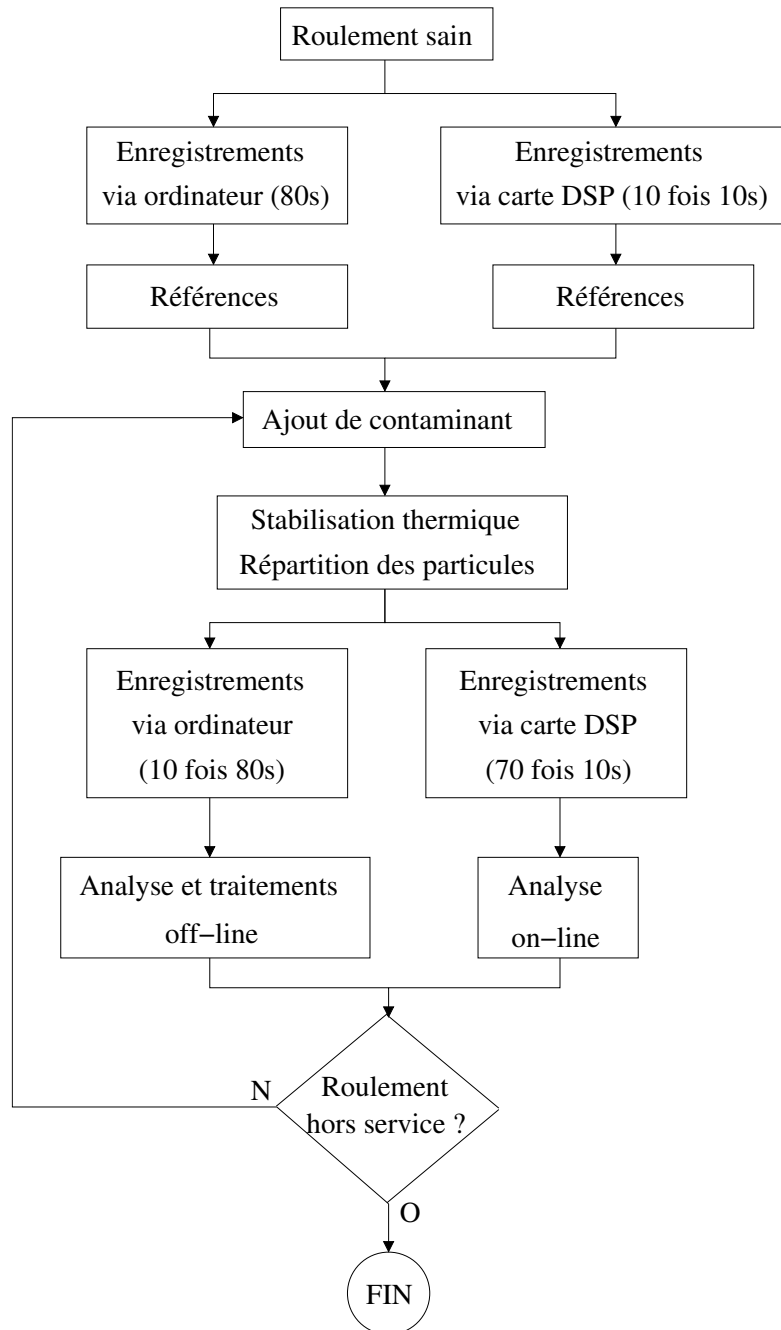 Roulement sain
Enregistrements
via ordinateur (80s)
Enregistrements
via carte DSP (10 fois 10s)
Références
Références
Ajout de contaminant
Stabilisation thermique
Répartition des particules
Enregistrements
via ordinateur
(10 fois 80s)
Enregistrements
via carte DSP
(70 fois 10s)
Analyse et traitements
off−line
Analyse
on−line
N
Roulement
hors service ?
O
FIN